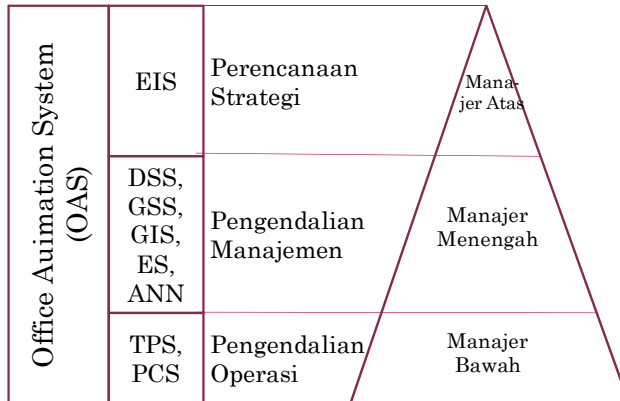 Office Auimation System
(OAS)
EIS
Perencanaan
Strategi
Mana-
jer Atas
DSS,
GSS,
GIS,
ES,
ANN
Pengendalian
Manajemen
Manajer
Menengah
TPS,
PCS
Pengendalian
Operasi
Manajer
Bawah